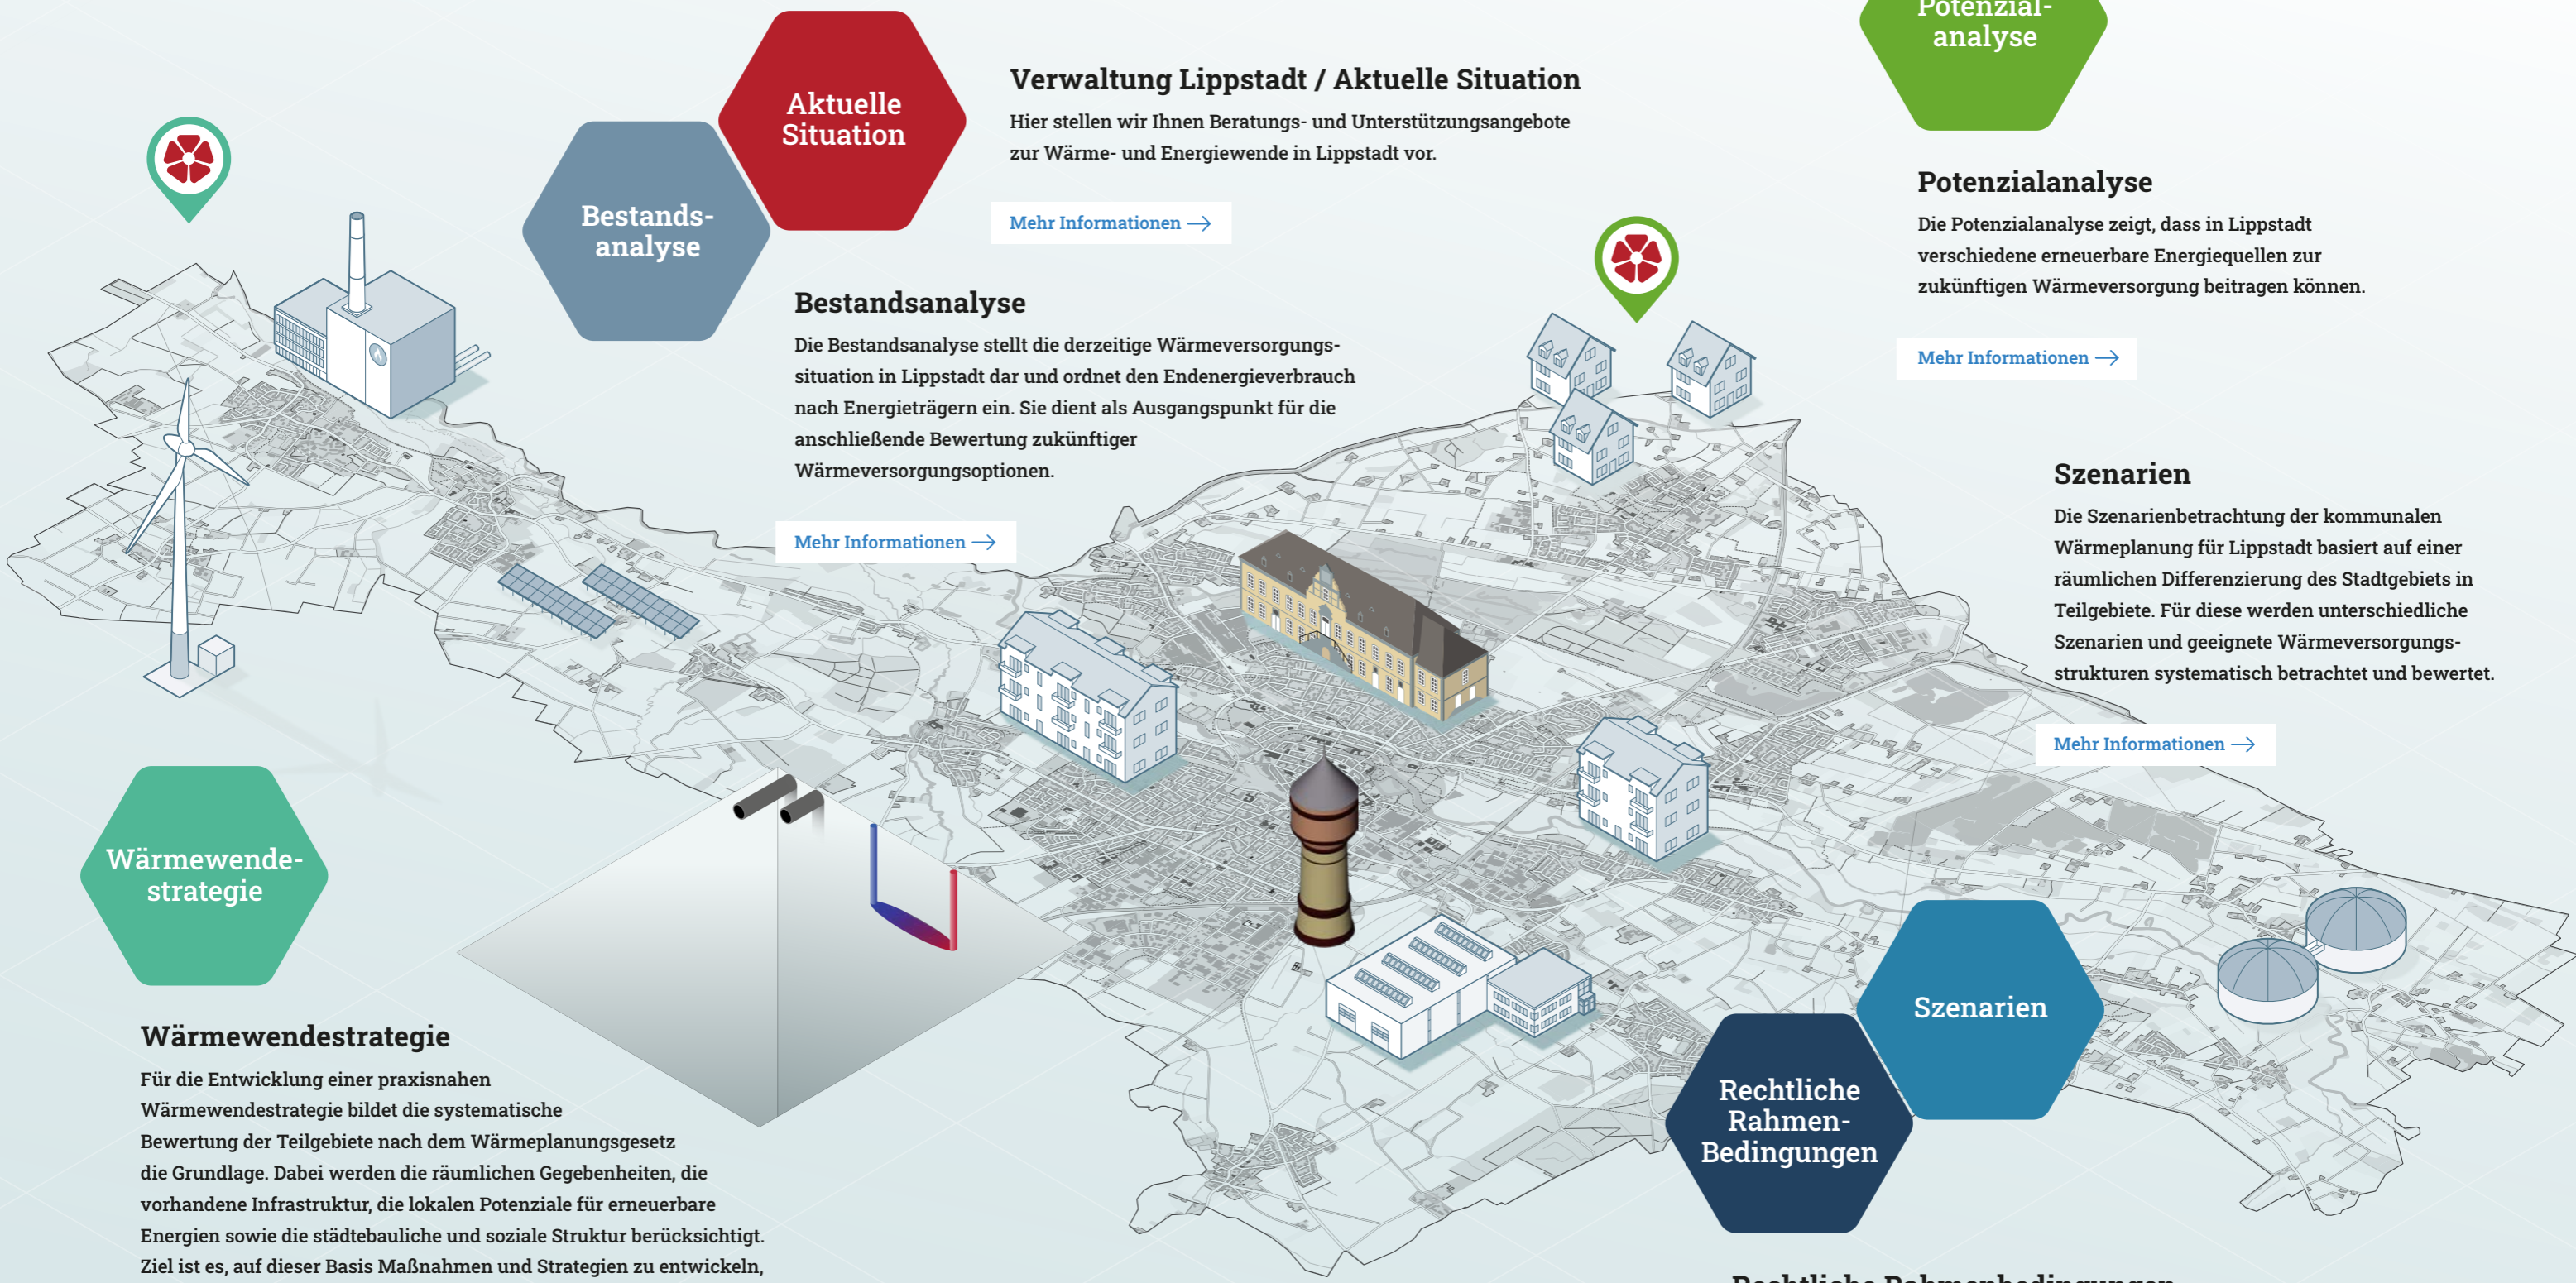 Aktuelle
Situation
Verwaltung Lippstadt / Aktuelle Situation
Hier stellen wir Ihnen Beratungs- und Unterstützungsangebote
zur Wärme- und Energiewende in Lippstadt vor.
Mehr Informationen →
Bestands-
analyse
Bestandsanalyse
Die Bestandsanalyse stellt die derzeitige Wärmeversorgungs-
situation in Lippstadt dar und ordnet den Endenergieverbrauch
nach Energieträgern ein. Sie dient als Ausgangspunkt für die
anschließende Bewertung zukünftiger
Wärmeversorgungsoptionen.
Mehr Informationen →
Potenzial-
analyse
Potenzialanalyse
Die Potenzialanalyse zeigt, dass in Lippstadt
verschiedene erneuerbare Energiequellen zur
zukünftigen Wärmeversorgung beitragen können.
Mehr Informationen →
Szenarien
Die Szenarienbetrachtung der kommunalen
Wärmeplanung für Lippstadt basiert auf einer
räumlichen Differenzierung des Stadtgebiets in
Teilgebiete. Für diese werden unterschiedliche
Szenarien und geeignete Wärmeversorgungs-
strukturen systematisch betrachtet und bewertet.
Mehr Informationen →
Wärmewende-
strategie
Wärmewendestrategie
Für die Entwicklung einer praxisnahen
Wärmewendestrategie bildet die systematische
Bewertung der Teilgebiete nach dem Wärmeplanungsgesetz
die Grundlage. Dabei werden die räumlichen Gegebenheiten, die
vorhandene Infrastruktur, die lokalen Potenziale für erneuerbare
Energien sowie die städtebauliche und soziale Struktur berücksichtigt.
Ziel ist es, auf dieser Basis Maßnahmen und Strategien zu entwickeln,
Szenarien
Rechtliche
Rahmen-
Bedingungen
Rechtliche Rahmenbedingungen